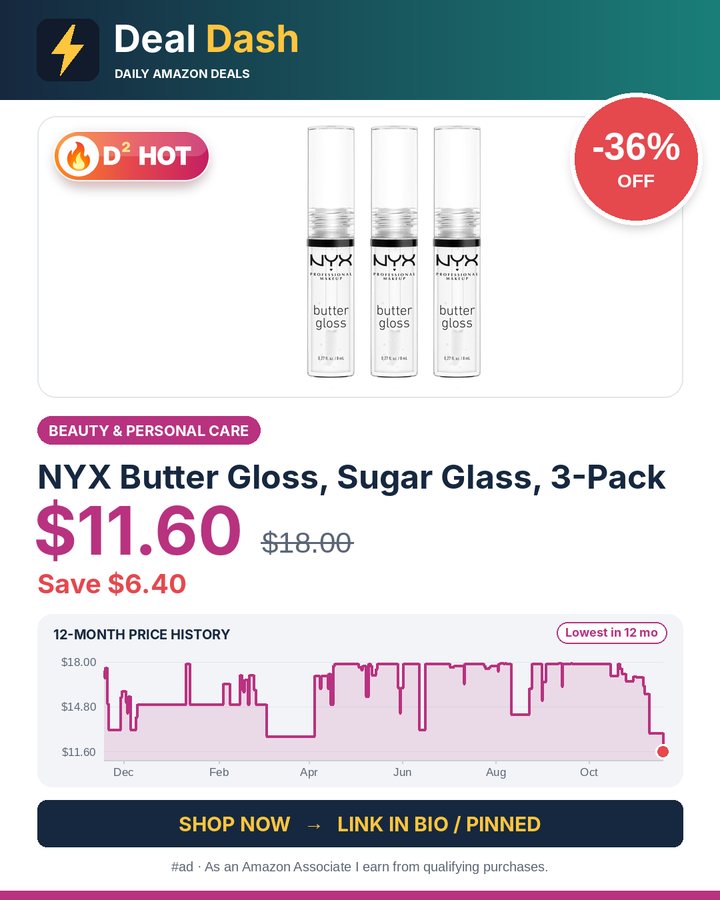 Deal Dash
DAILY AMAZON DEALS
D² HOT
-36%
OFF
NYX NYX NYX
PROFESSIONAL MAKEUP PROFESSIONAL MAKEUP PROFESSIONAL MAKEUP
butter gloss butter gloss butter gloss
BEAUTY & PERSONAL CARE
NYX Butter Gloss, Sugar Glass, 3-Pack
$11.60 $18.00
Save $6.40
12-MONTH PRICE HISTORY
Lowest in 12 mo
$18.00
$14.80
$11.60
Dec Feb Apr Jun Aug Oct
SHOP NOW → LINK IN BIO / PINNED
#ad · As an Amazon Associate I earn from qualifying purchases.